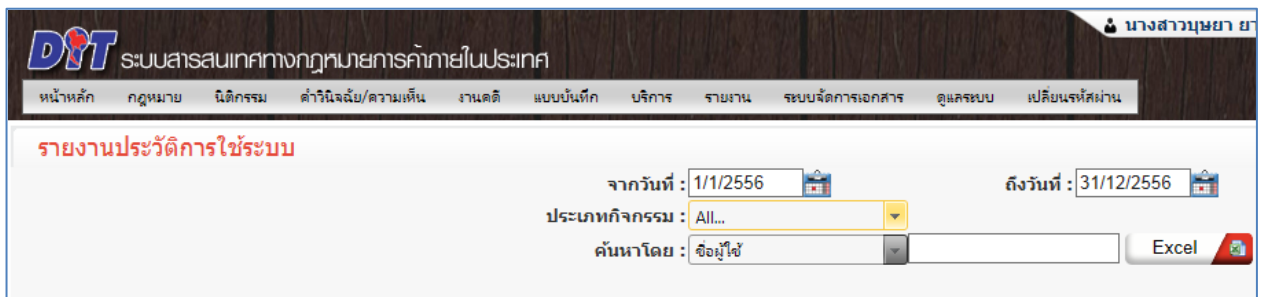 นางสาวบุษยา
DIT ระบบสารสนเทศทางกฎหมายการค้าภายในประเทศ
หน้าหลัก กฎหมาย นิติกรรม คำวินิจฉัย/ความเห็น งานคดี แบบบันทึก บริการ รายงาน ระบบจัดการเอกสาร ดูแลระบบ เปลี่ยนรหัสผ่าน
รายงานประวัติการใช้ระบบ
จากวันที่ : 1/1/2556 ถึงวันที่ : 31/12/2556
ประเภทกิจกรรม : All...
ค้นหาโดย : ชื่อผู้ใช้ Excel